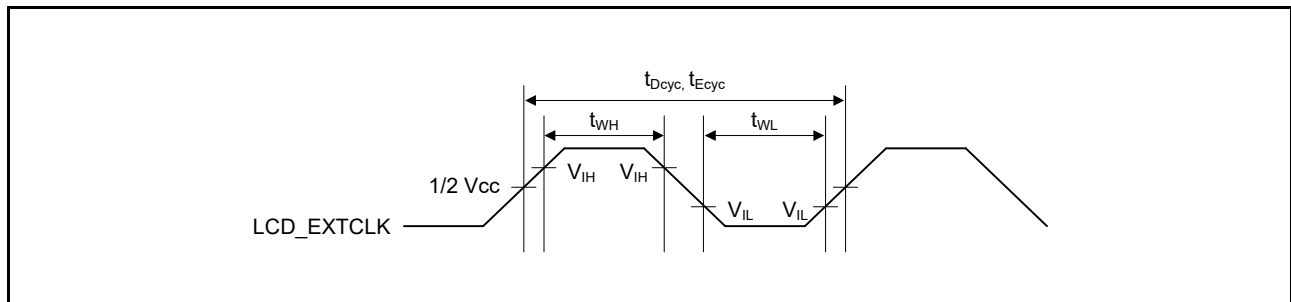 tDcyc, tEcyc
tWH
tWL
1/2 Vcc
VIH VIH
VIL VIL
LCD_EXTCLK